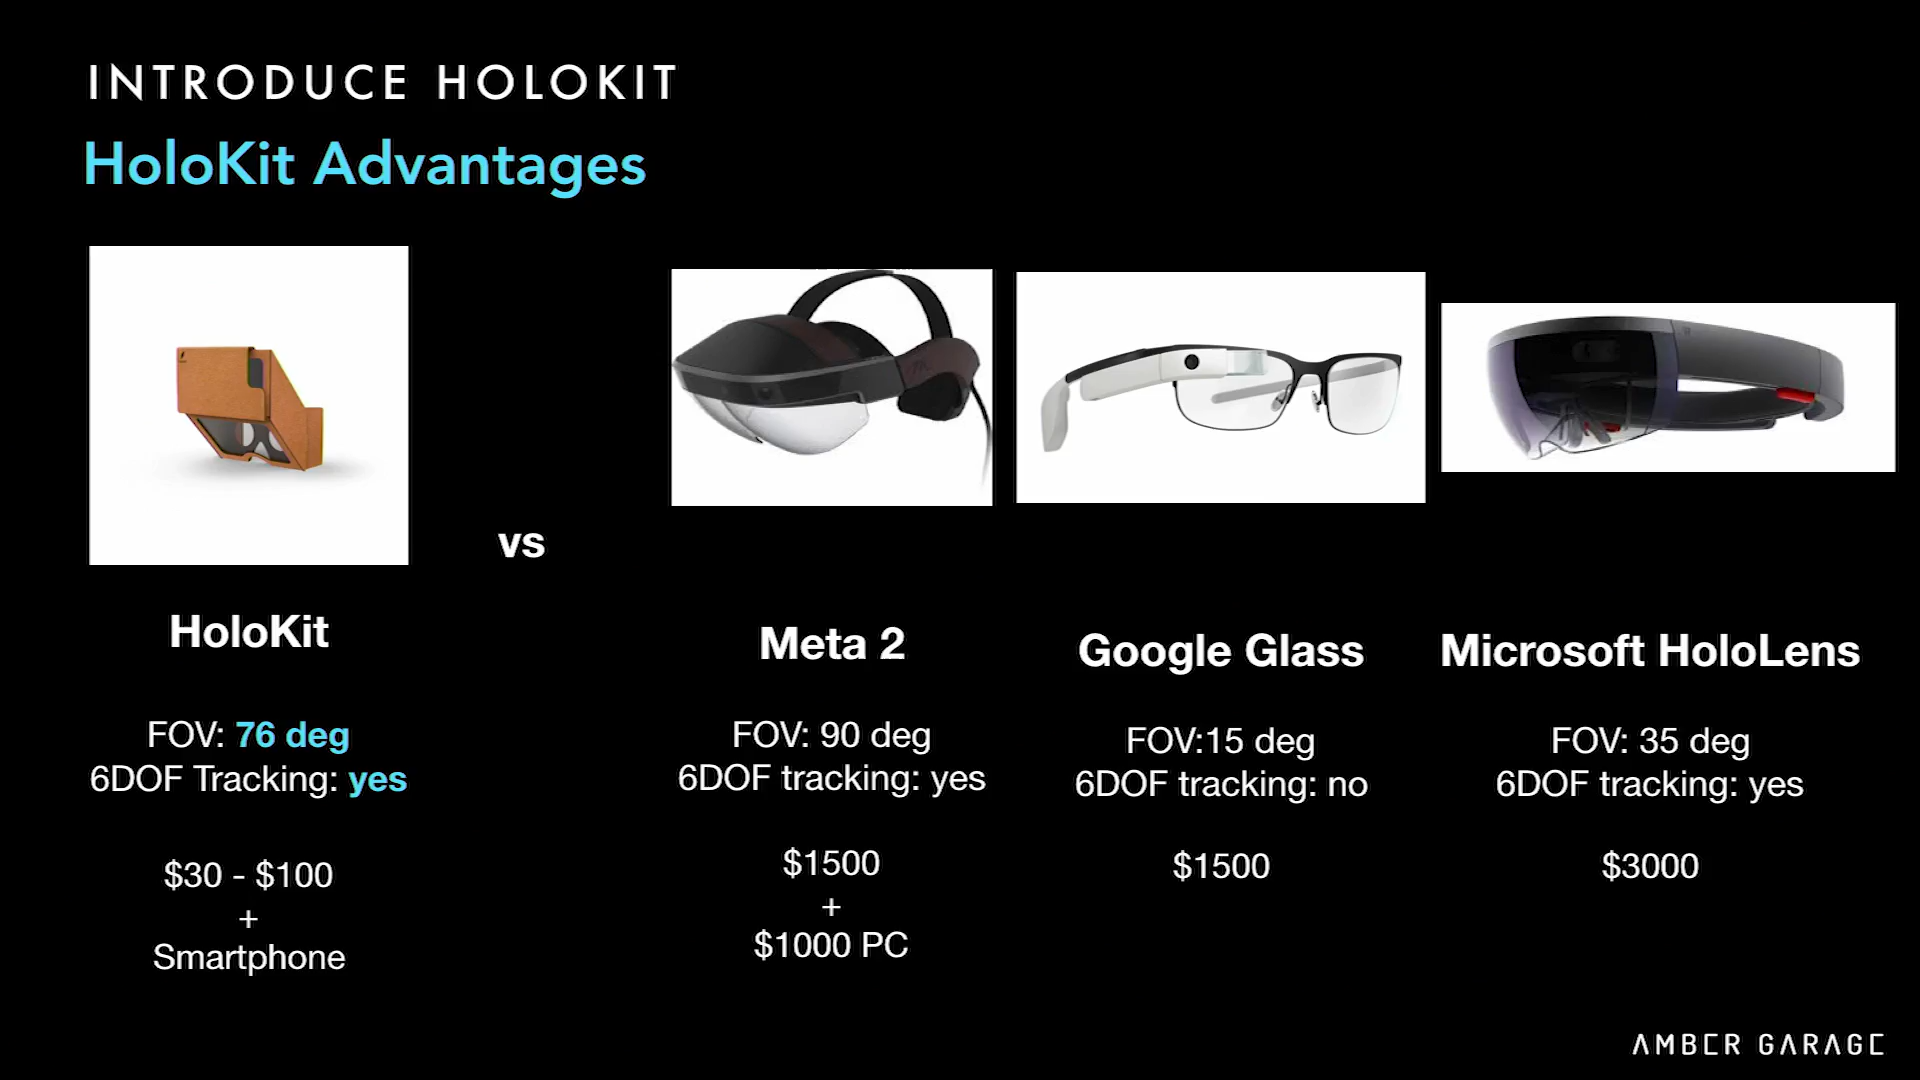 INTRODUCE HOLOKIT
HoloKit Advantages
vs
HoloKit
FOV: 76 deg
6DOF Tracking: yes
$30 - $100
+
Smartphone
Meta 2
FOV: 90 deg
6DOF tracking: yes
$1500
+
$1000 PC
Google Glass
FOV:15 deg
6DOF tracking: no
$1500
Microsoft HoloLens
FOV: 35 deg
6DOF tracking: yes
$3000
AMBER GARAGE